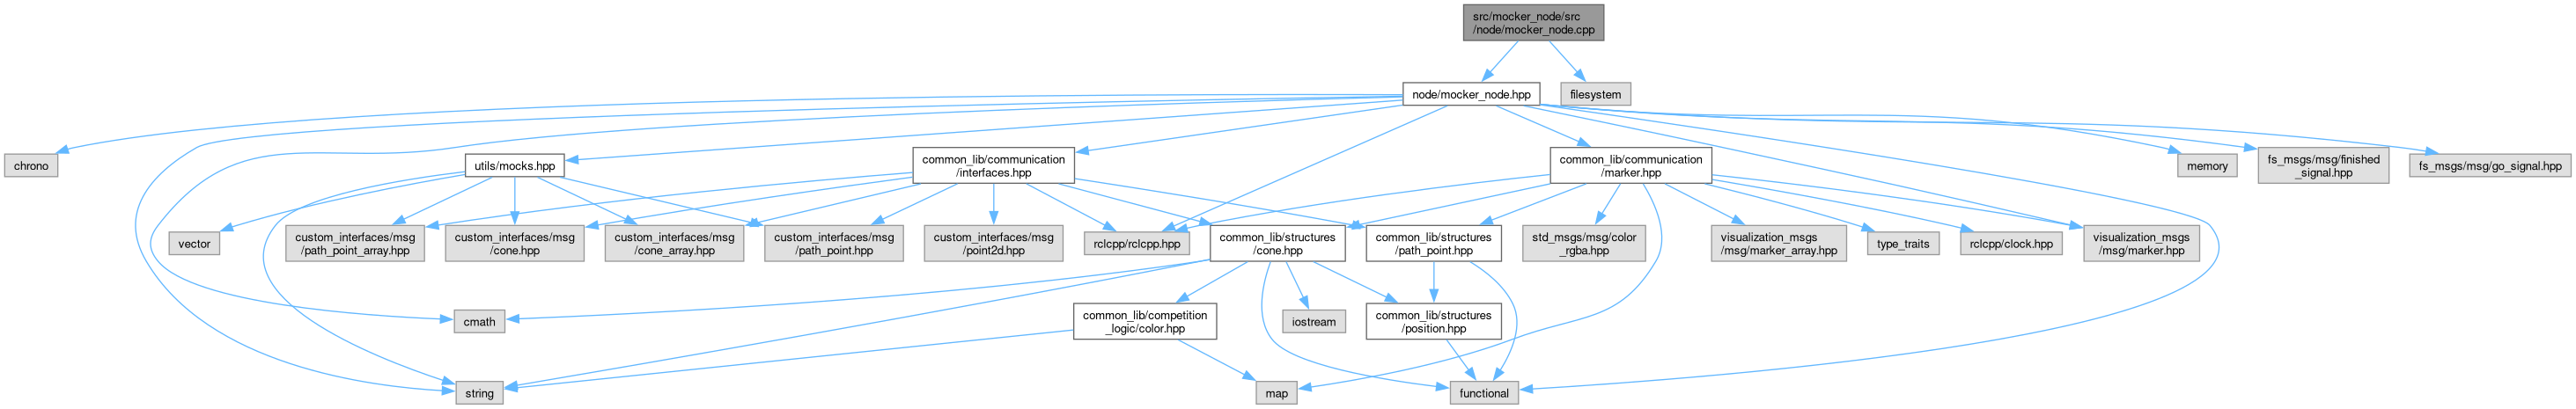 src/mocker_node/src
/node/mocker_node.cpp
node/mocker_node.hpp
filesystem
chrono
utils/mocks.hpp
common_lib/communication
/interfaces.hpp
common_lib/communication
/marker.hpp
memory
fs_msgs/msg/finished
_signal.hpp
fs_msgs/msg/go_signal.hpp
vector
custom_interfaces/msg
/path_point_array.hpp
custom_interfaces/msg
/cone.hpp
custom_interfaces/msg
/cone_array.hpp
custom_interfaces/msg
/path_point.hpp
custom_interfaces/msg
/point2d.hpp
rclcpp/rclcpp.hpp
common_lib/structures
/cone.hpp
common_lib/structures
/path_point.hpp
std_msgs/msg/color
_rgba.hpp
visualization_msgs
/msg/marker_array.hpp
type_traits
rclcpp/clock.hpp
visualization_msgs
/msg/marker.hpp
cmath
common_lib/competition
_logic/color.hpp
iostream
common_lib/structures
/position.hpp
string
map
functional